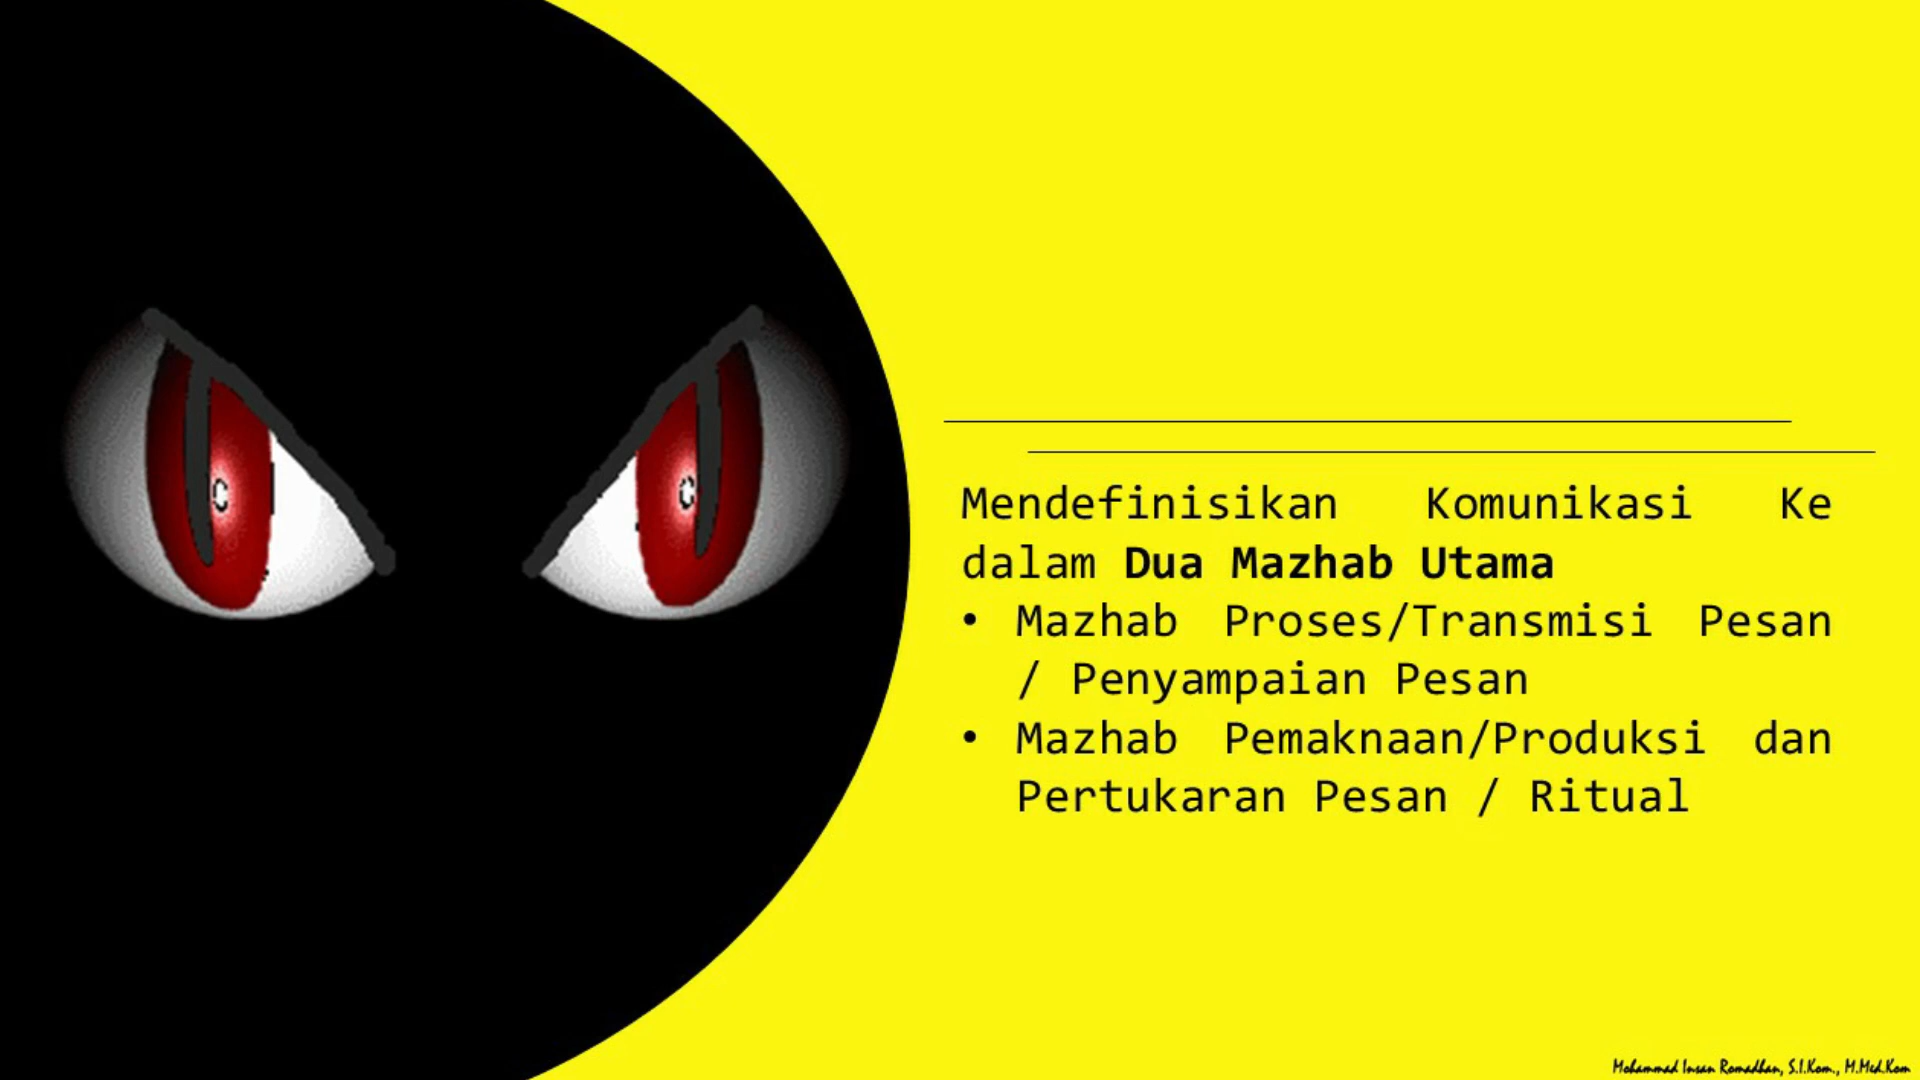 Mendefinisikan Komunikasi Ke
dalam Dua Mazhab Utama
• Mazhab Proses/Transmisi Pesan
/ Penyampaian Pesan
• Mazhab Pemaknaan/Produksi dan
Pertukaran Pesan / Ritual
Mohammad Insan Romadhan, S.I.Kom., M.Med.Kom